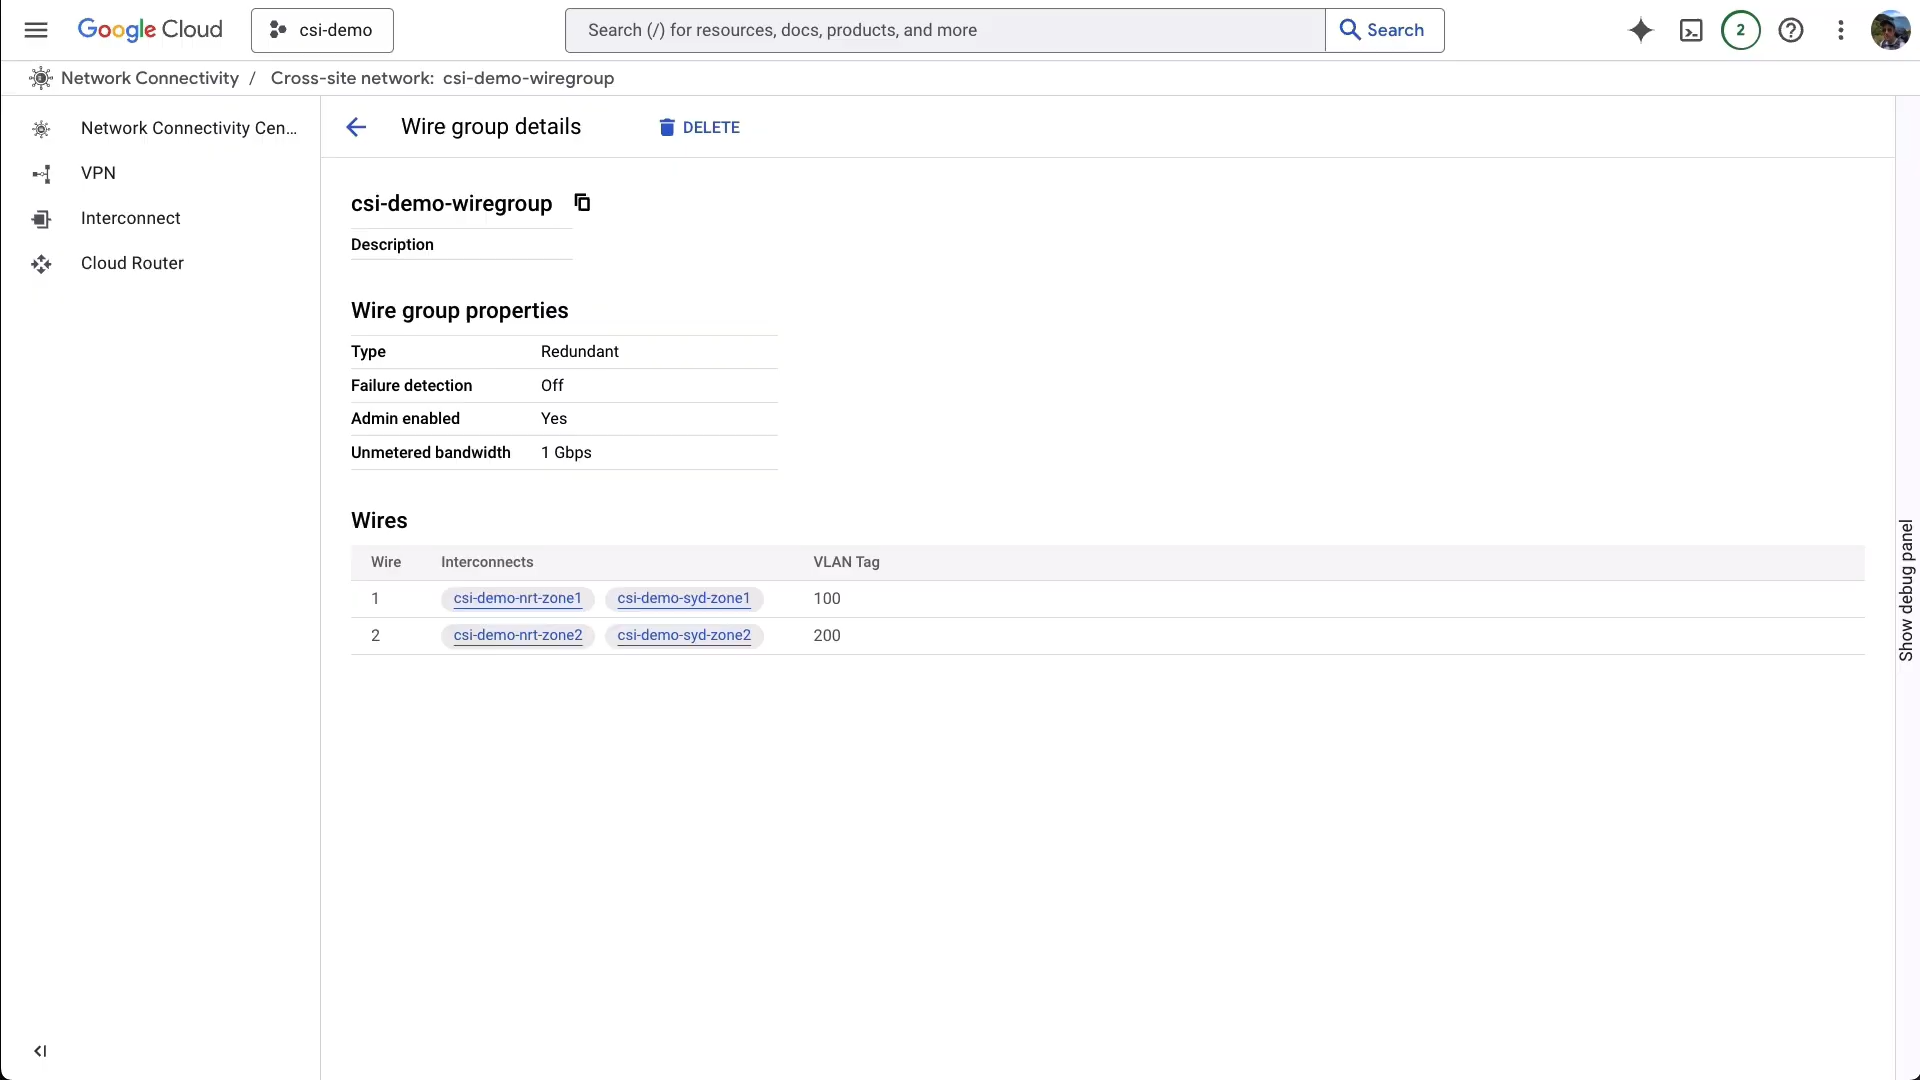 Google Cloud
csi-demo
Search (/) for resources, docs, products, and more
Search
2
Network Connectivity / Cross-site network: csi-demo-wiregroup
Network Connectivity Cen...
VPN
Interconnect
Cloud Router
Wire group details
DELETE
csi-demo-wiregroup
Description
Wire group properties
Type Redundant
Failure detection Off
Admin enabled Yes
Unmetered bandwidth 1 Gbps
Wires
Wire Interconnects VLAN Tag
1 csi-demo-nrt-zone1 csi-demo-syd-zone1 100
2 csi-demo-nrt-zone2 csi-demo-syd-zone2 200
Show debug panel